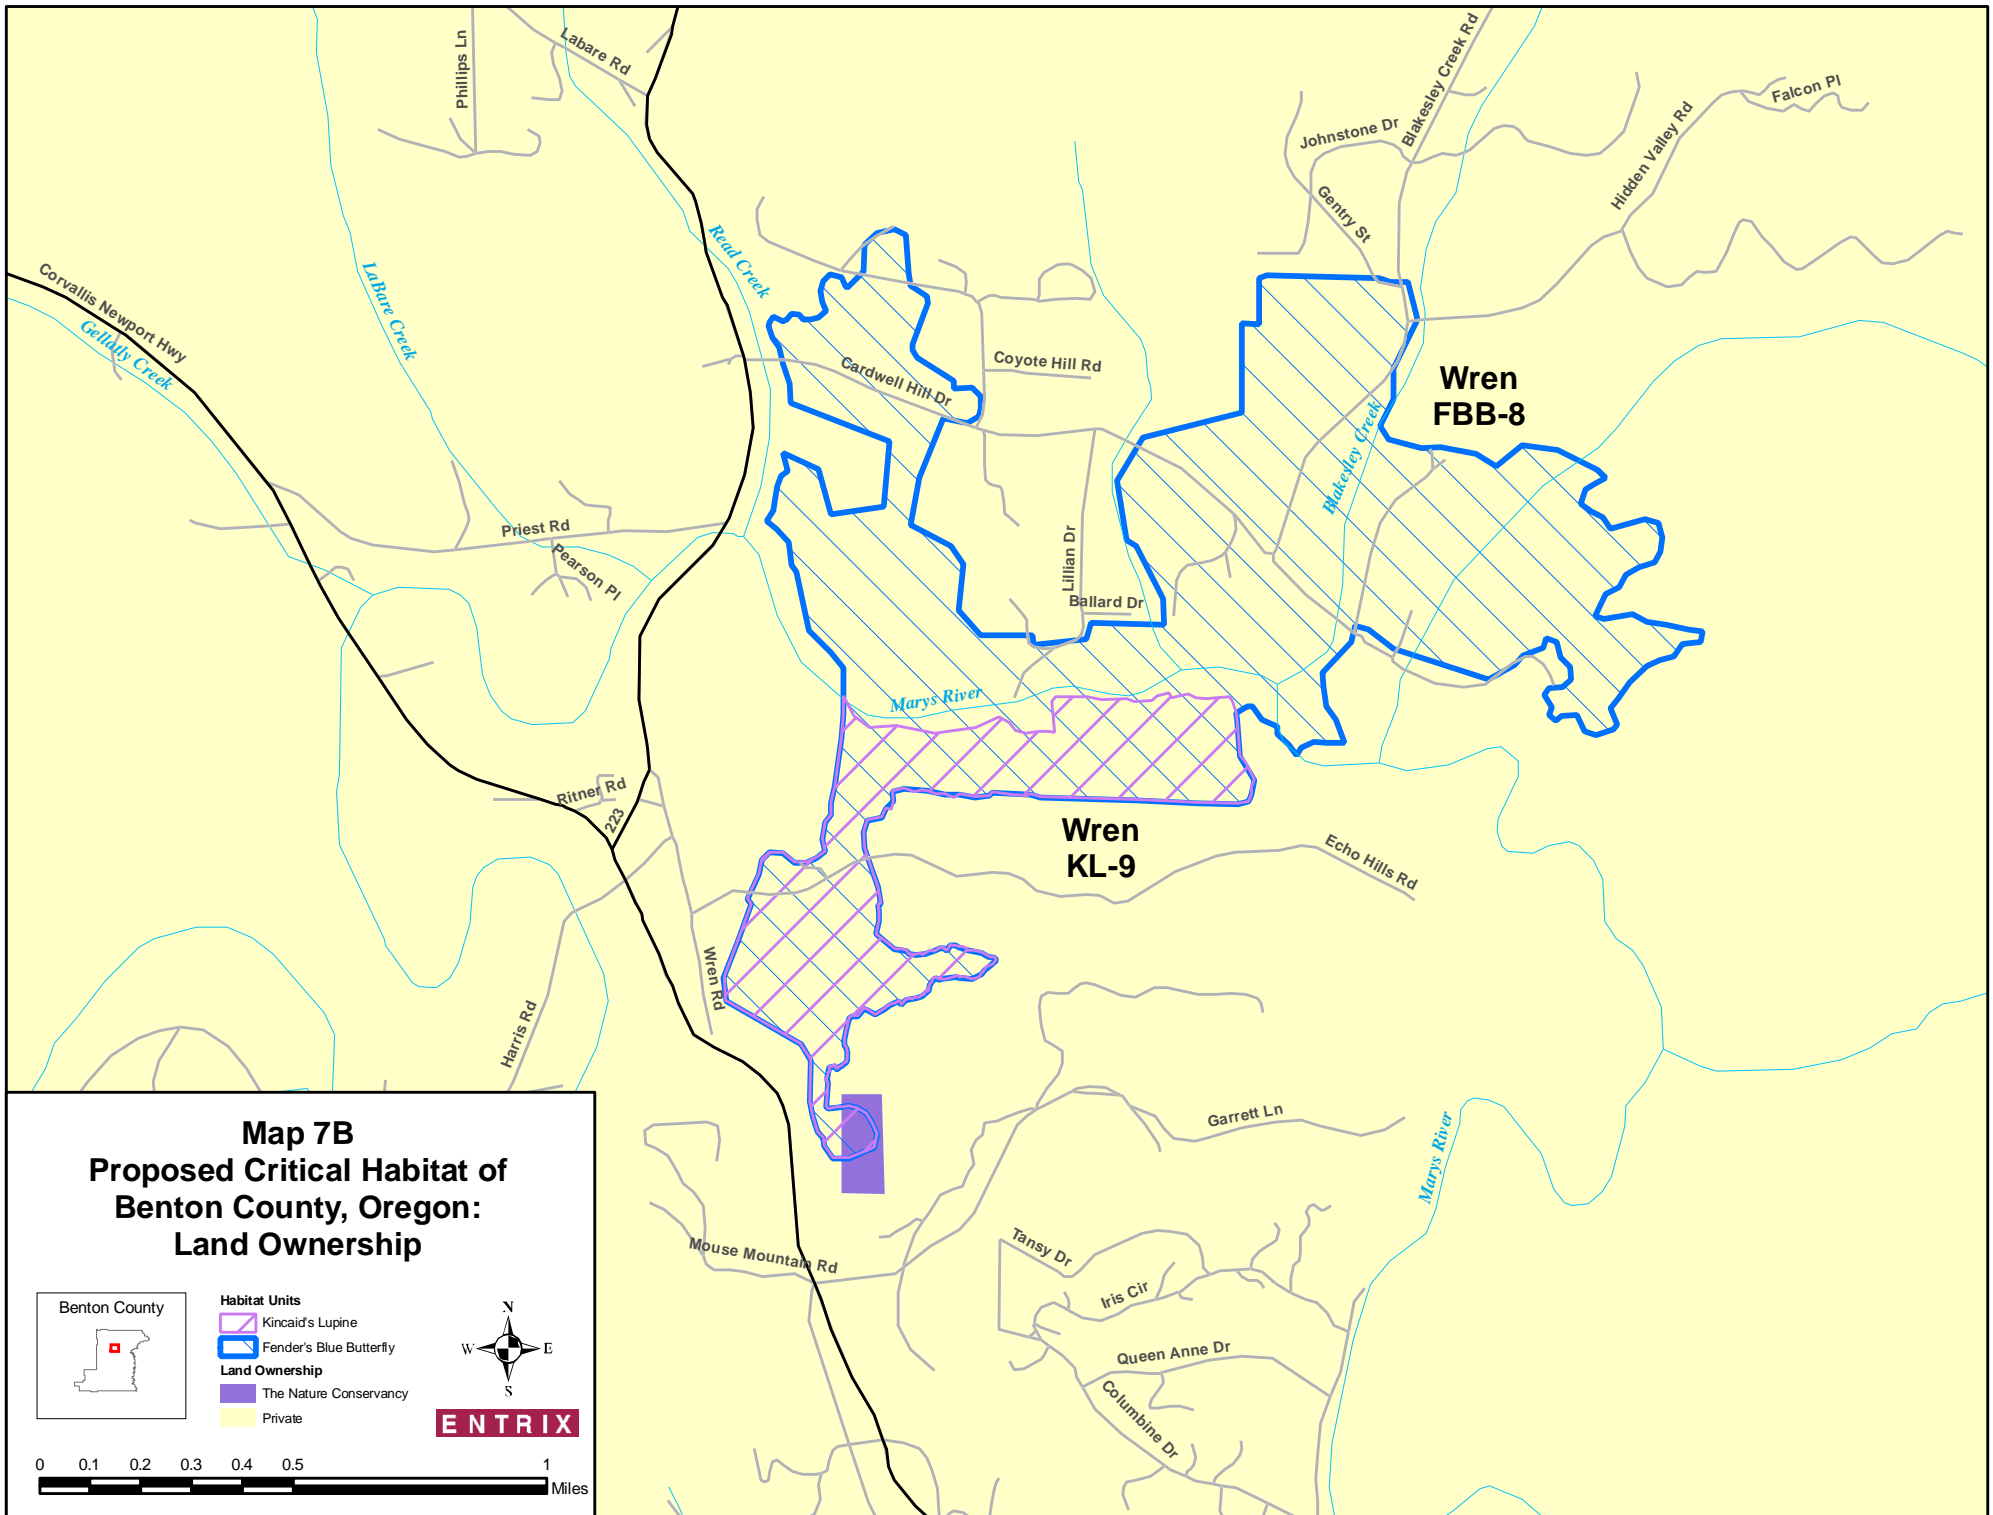 Phillips Ln
Labare Rd
Blakesley Creek Rd
Falcon Pl
Johnstone Dr
Hidden Valley Rd
Gentry St
Read Creek
LaBare Creek
Corvallis Newport Hwy
Gellatly Creek
Coyote Hill Rd
Cardwell Hill Dr
Wren
FBB-8
Blakesley Creek
Priest Rd
Pearson Pl
Lillian Dr
Ballard Dr
Marys River
Ritner Rd
223
Wren
KL-9
Echo Hills Rd
Wren Rd
Harris Rd
Garrett Ln
Marys River
Mouse Mountain Rd
Tansy Dr
Iris Cir
Queen Anne Dr
Columbine Dr
Map 7B
Proposed Critical Habitat of
Benton County, Oregon:
Land Ownership
Benton County
Habitat Units
Kincaid's Lupine
Fender's Blue Butterfly
Land Ownership
The Nature Conservancy
Private
N
W
E
S
ENTRIX
0 0.1 0.2 0.3 0.4 0.5 1
Miles